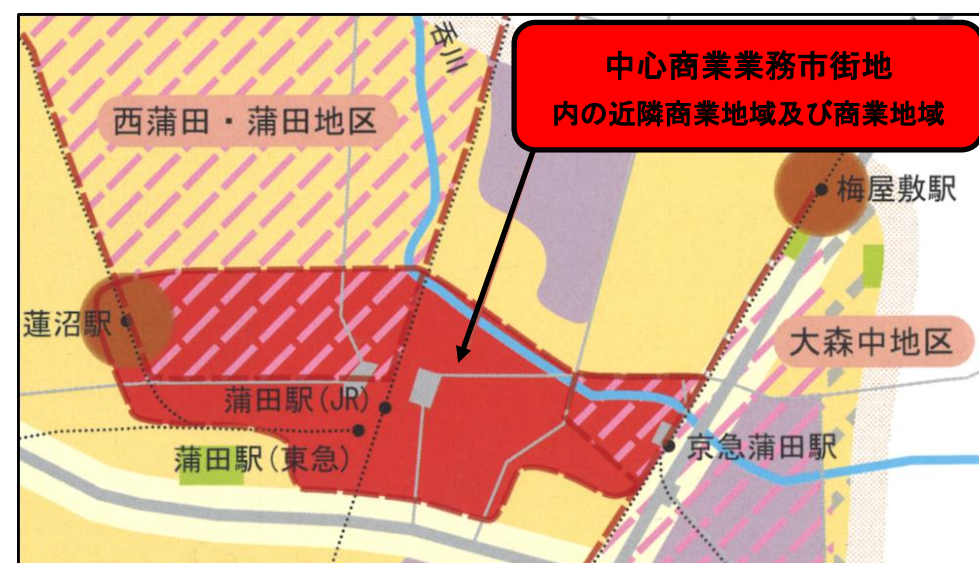 呑川
中心商業業務市街地
内の近隣商業地域及び商業地域
西蒲田・蒲田地区
梅屋敷駅
蓮沼駅
大森中地区
蒲田駅(JR)
蒲田駅(東急)
京急蒲田駅